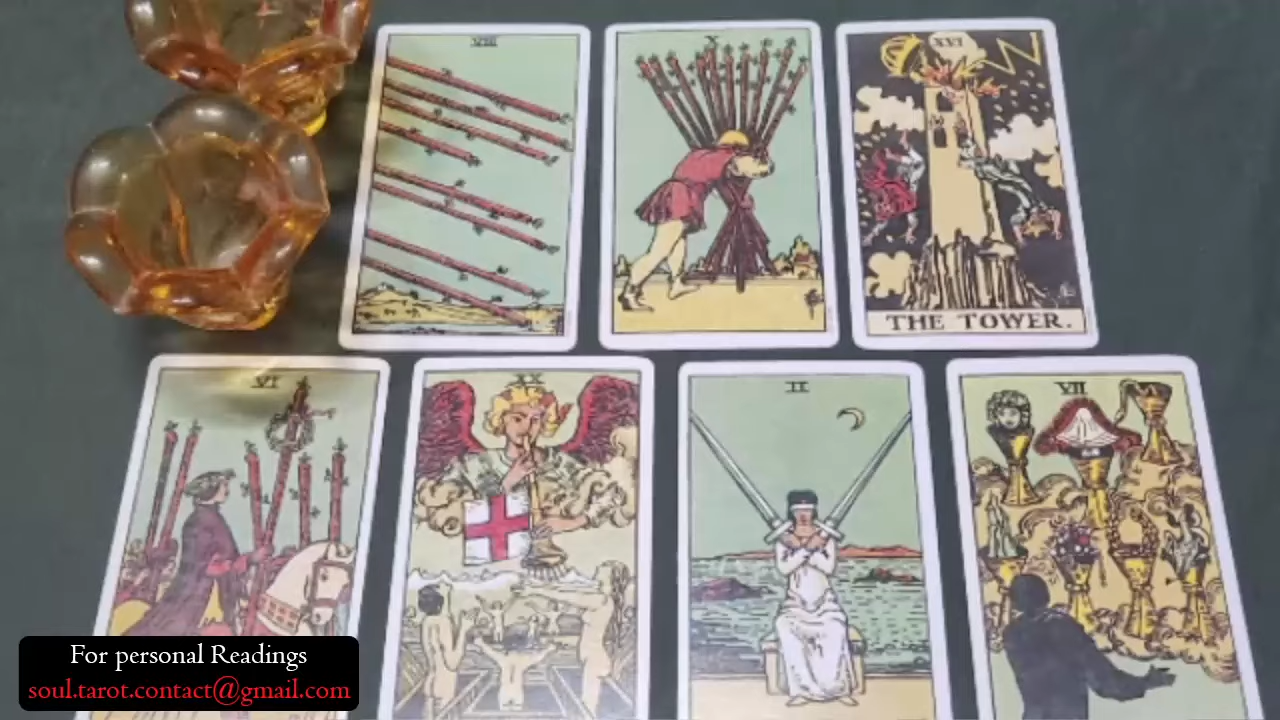 VIII
X
XVI
THE TOWER.
VI
XX
II
VII
For personal Readings
soul.tarot.contact@gmail.com